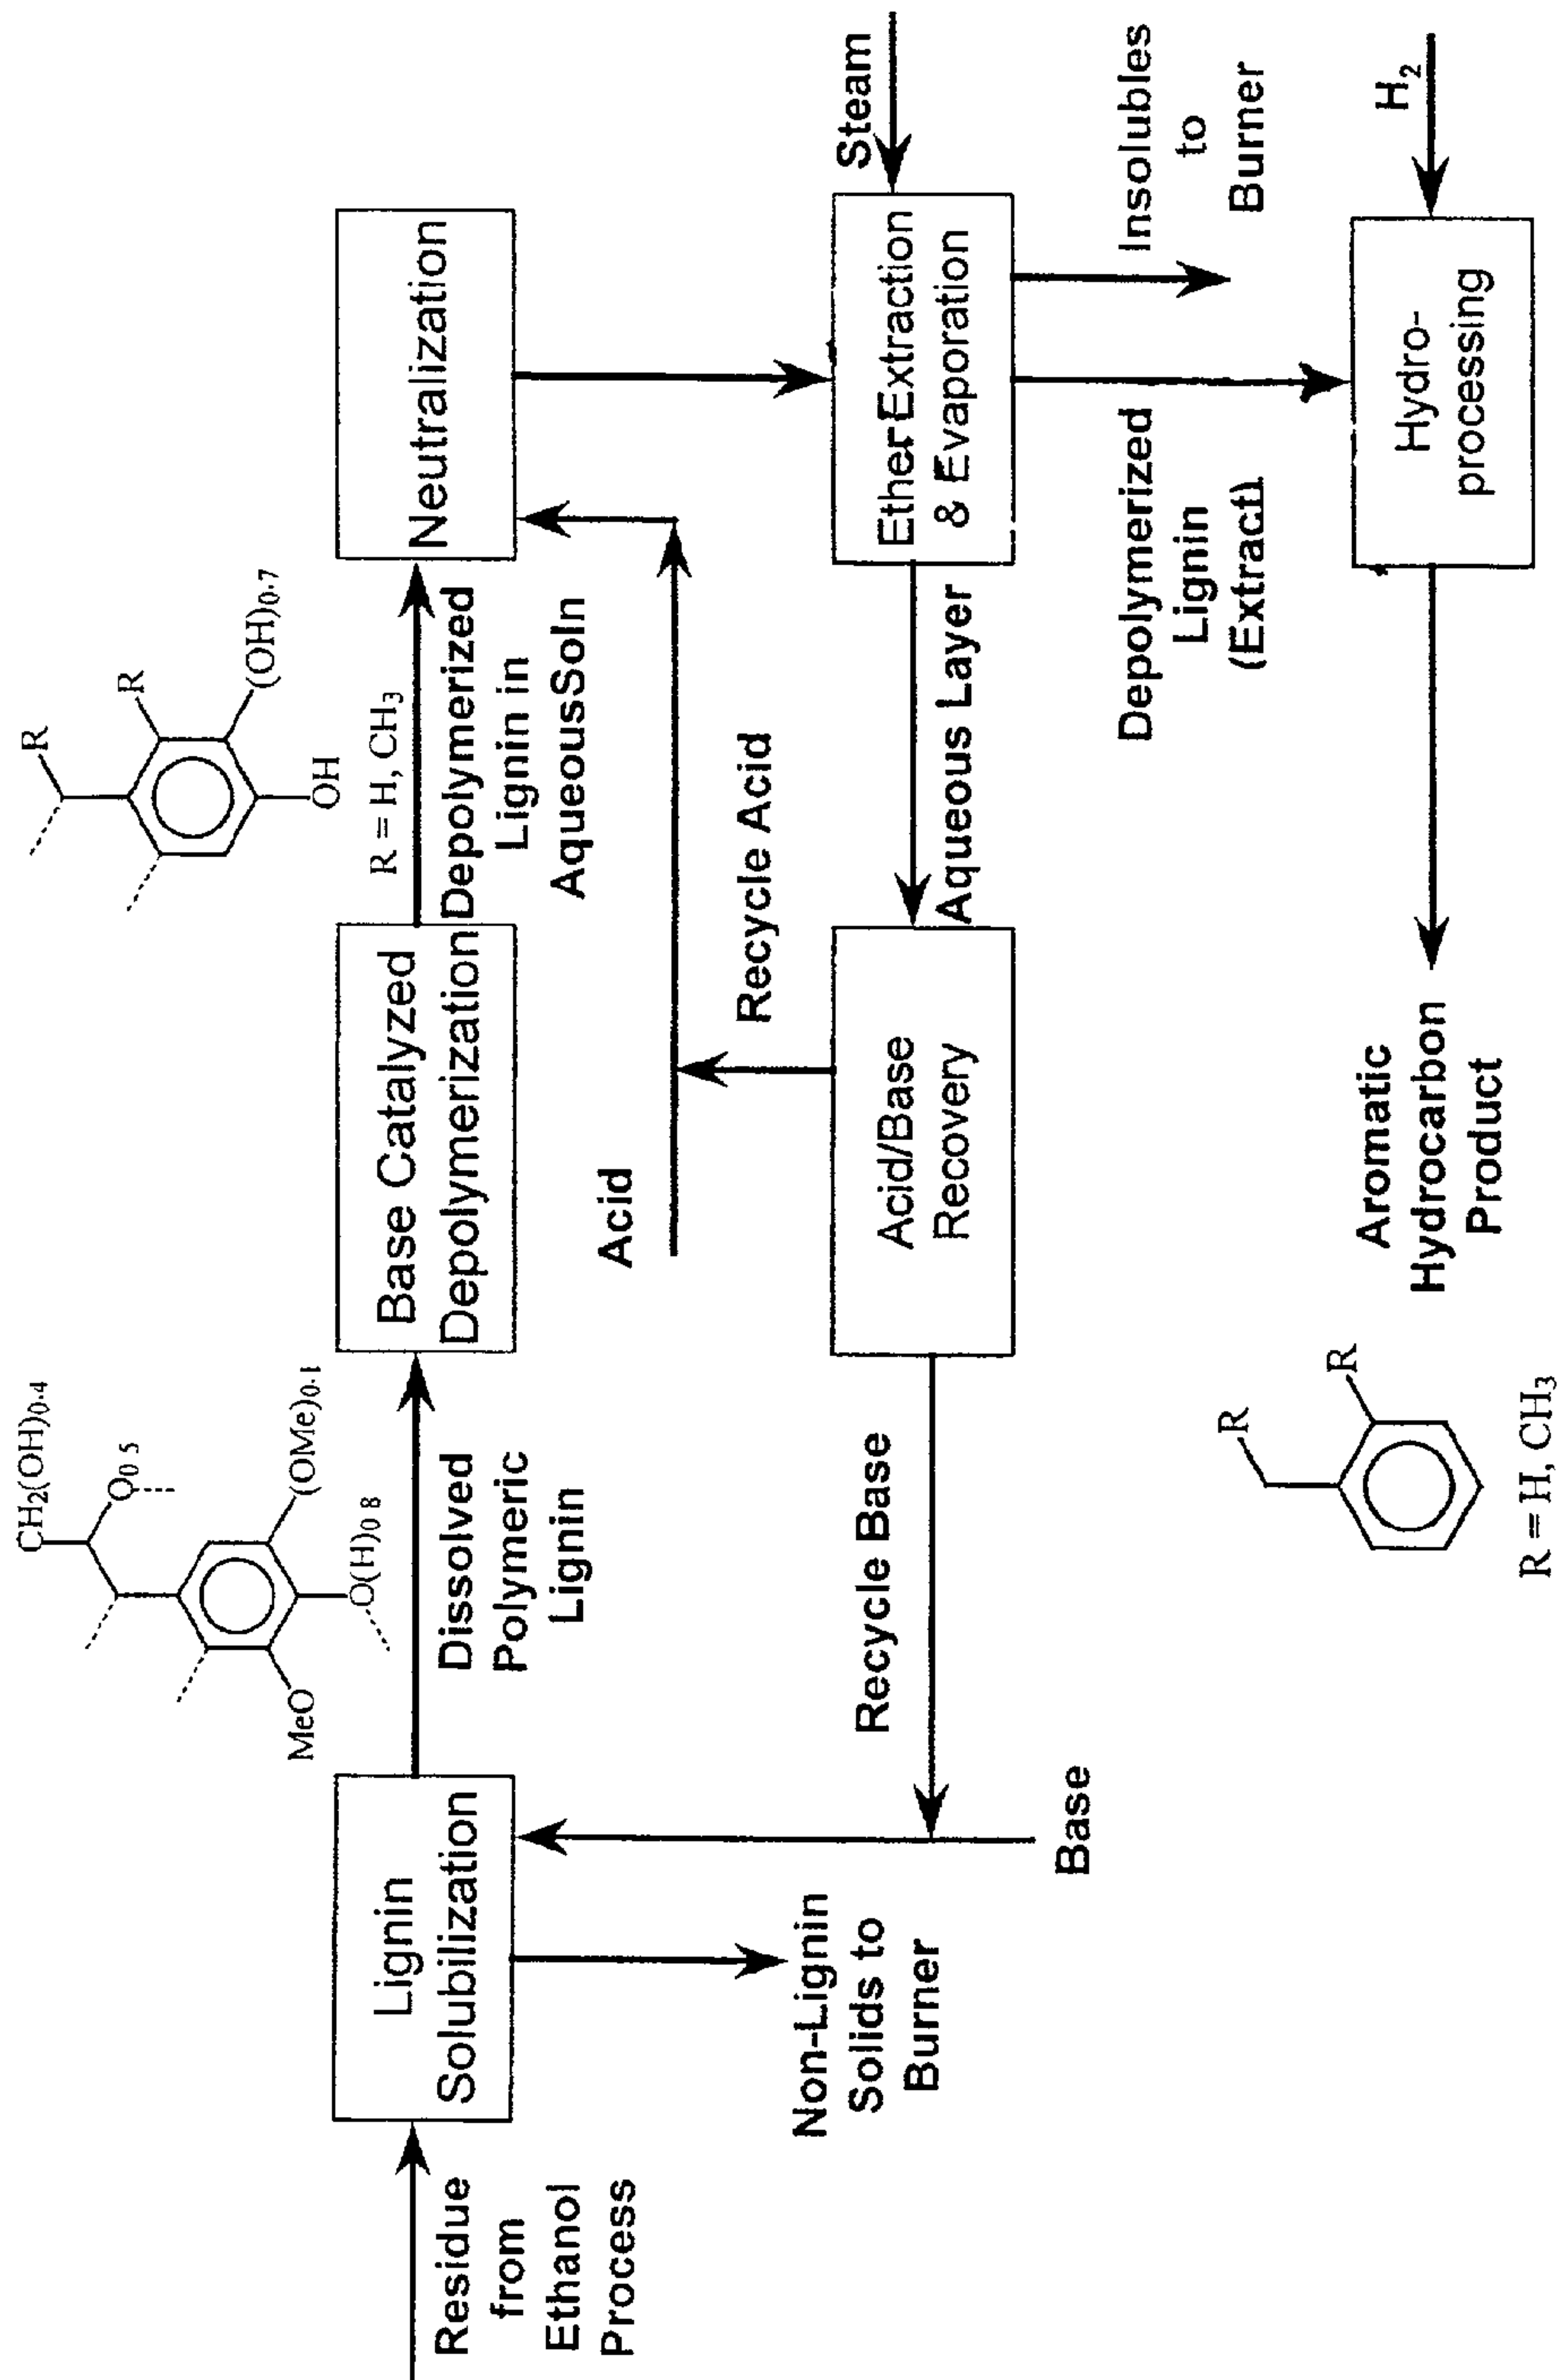 Residue
from
Ethanol
Process
Lignin
Solubilization
Non-Lignin
Solids to
Burner
Base
CH2(OH)0.4
O0 5
(OMe)0.1
O(H)0 8
MeO
Dissolved
Polymeric
Lignin
Base Catalyzed
Depolymerization
R
R
(OH)0.7
OH
R = H, CH3
Depolymerized
Lignin in
AqueousSoln
Neutralization
Acid
Recycle Acid
Recycle Base
Acid/Base
Recovery
Aqueous Layer
Ether Extraction
& Evaporation
Steam
Depolymerized
Lignin
(Extract)
Insolubles
to
Burner
Hydro-
processing
H2
Aromatic
Hydrocarbon
Product
R
R
R = H, CH3